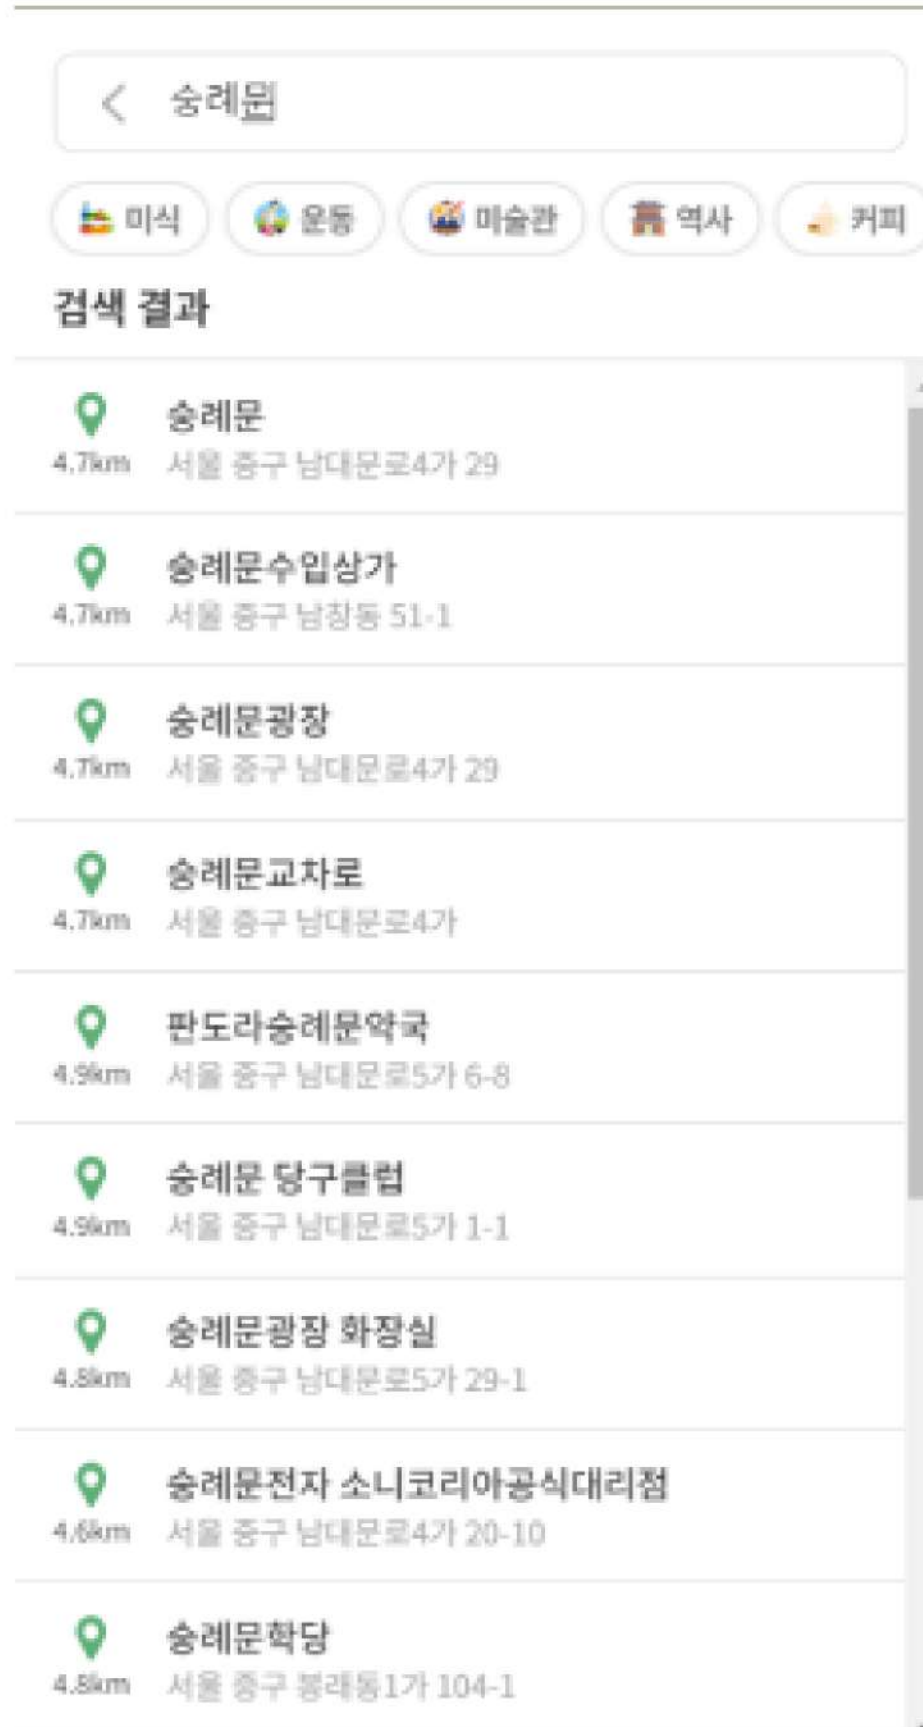 숭례문
미식 운동 미술관 역사 커피
검색 결과
숭례문
4.7km 서울 중구 남대문로4가 29
숭례문수입상가
4.7km 서울 중구 남창동 51-1
숭례문광장
4.7km 서울 중구 남대문로4가 29
숭례문교차로
4.7km 서울 중구 남대문로4가
판도라숭례문약국
4.9km 서울 중구 남대문로5가 6-8
숭례문 당구클럽
4.9km 서울 중구 남대문로5가 1-1
숭례문광장 화장실
4.8km 서울 중구 남대문로5가 29-1
숭례문전자 소니코리아공식대리점
4.6km 서울 중구 남대문로4가 20-10
숭례문학당
4.8km 서울 중구 봉래동1가 104-1